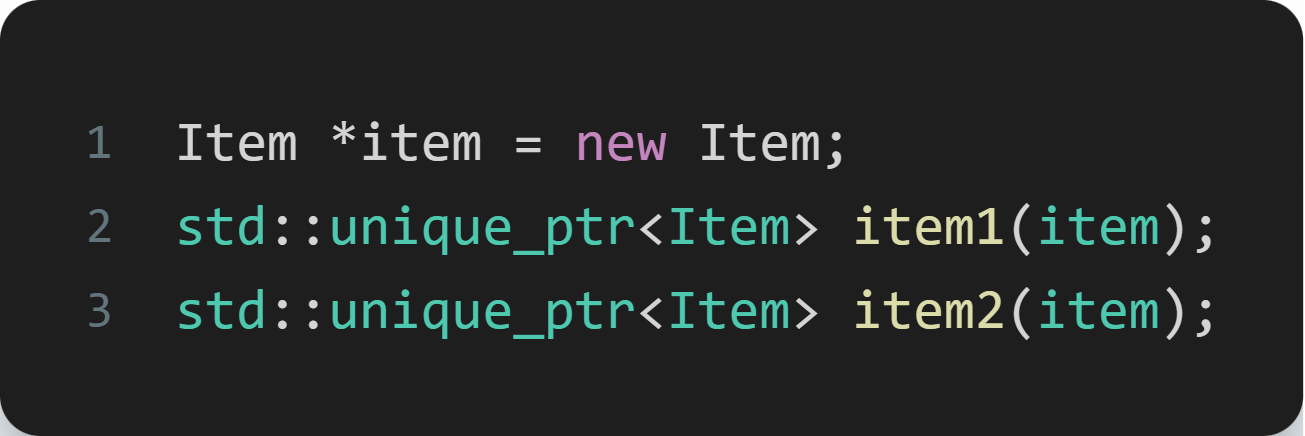 1 Item *item = new Item;
2 std::unique_ptr<Item> item1(item);
3 std::unique_ptr<Item> item2(item);